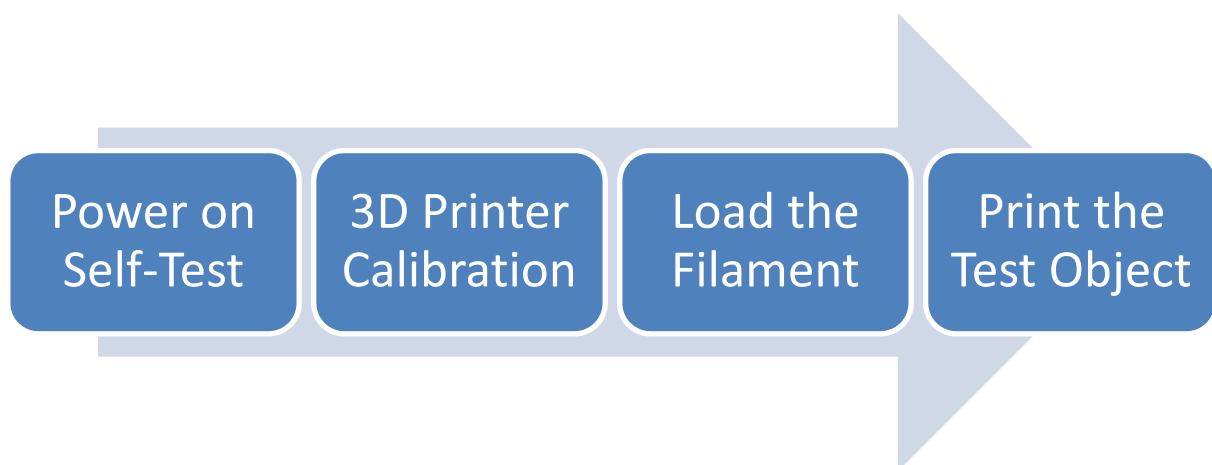 Power on
Self-Test
3D Printer
Calibration
Load the
Filament
Print the
Test Object